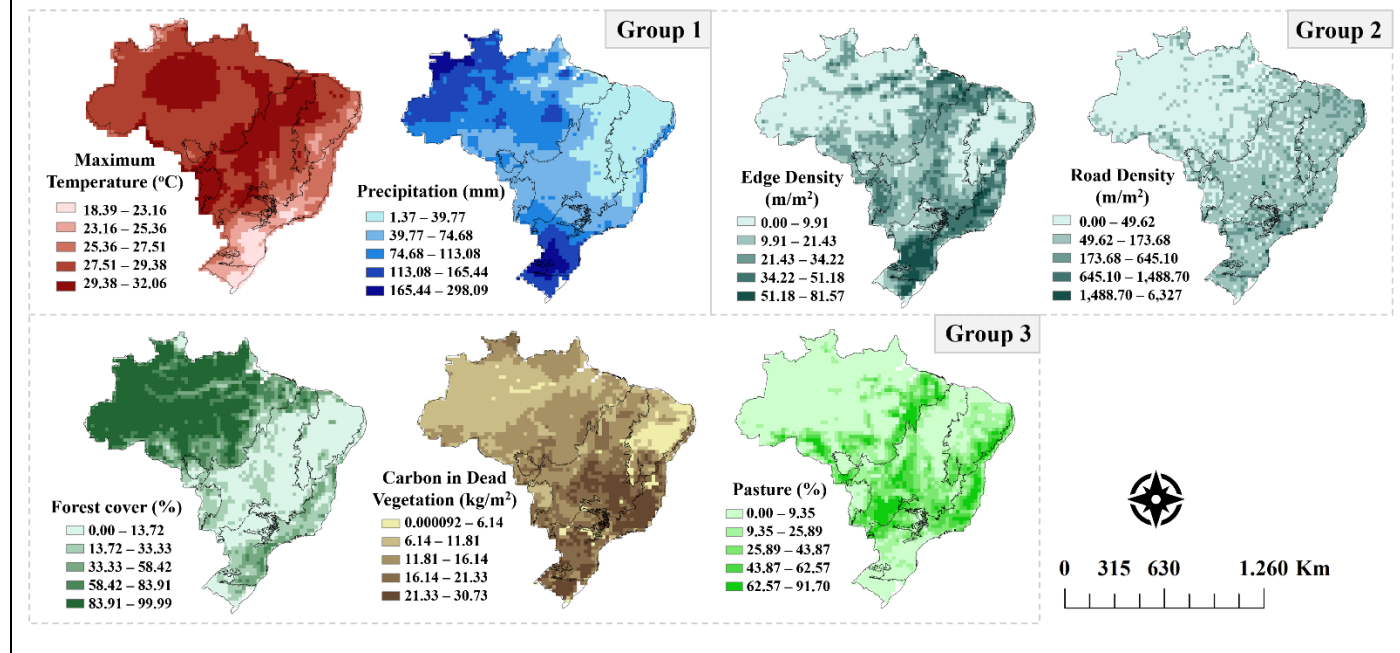 Group 1
Maximum
Temperature (°C)
18.39 – 23.16
23.16 – 25.36
25.36 – 27.51
27.51 – 29.38
29.38 – 32.06
Precipitation (mm)
1.37 – 39.77
39.77 – 74.68
74.68 – 113.08
113.08 – 165.44
165.44 – 298.09
Group 2
Edge Density
(m/m²)
0.00 – 9.91
9.91 – 21.43
21.43 – 34.22
34.22 – 51.18
51.18 – 81.57
Road Density
(m/m²)
0.00 – 49.62
49.62 – 173.68
173.68 – 645.10
645.10 – 1,488.70
1,488.70 – 6,327
Group 3
Forest cover (%)
0.00 – 13.72
13.72 – 33.33
33.33 – 58.42
58.42 – 83.91
83.91 – 99.99
Carbon in Dead
Vegetation (kg/m²)
0.000092 – 6.14
6.14 – 11.81
11.81 – 16.14
16.14 – 21.33
21.33 – 30.73
Pasture (%)
0.00 – 9.35
9.35 – 25.89
25.89 – 43.87
43.87 – 62.57
62.57 – 91.70
0 315 630 1.260 Km